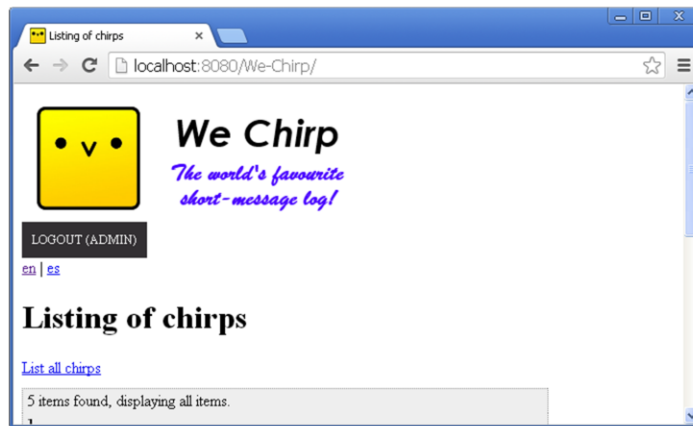 Listing of chirps
localhost:8080/We-Chirp/
We Chirp
The world's favourite
short-message log!
LOGOUT (ADMIN)
en | es
Listing of chirps
List all chirps
5 items found, displaying all items.